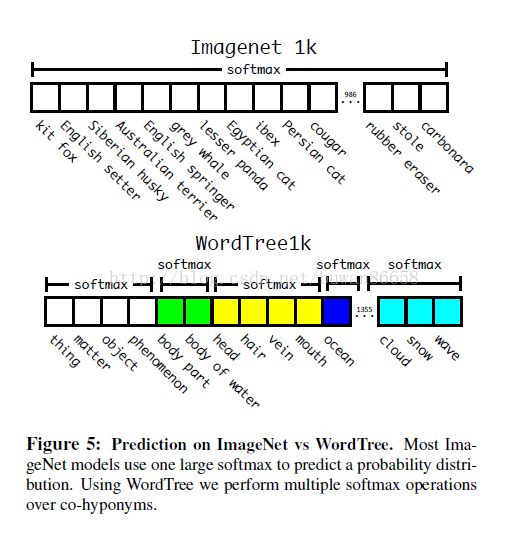 Imagenet 1k
softmax
986
...
kit fox
English setter
Siberian husky
Australian terrier
English springer
grey whale
lesser panda
Egyptian cat
ibex
Persian cat
cougar
rubber eraser
stole
carbonara
WordTree1k
softmax softmax softmax
http://blog.csdn.net/
softmax softmax
1355
...
thing
matter
object
phenomenon
body part
body of water
head
hair
vein
mouth
ocean
cloud
snow
wave
Figure 5: Prediction on ImageNet vs WordTree. Most Ima-
geNet models use one large softmax to predict a probability distri-
bution. Using WordTree we perform multiple softmax operations
over co-hyponyms.